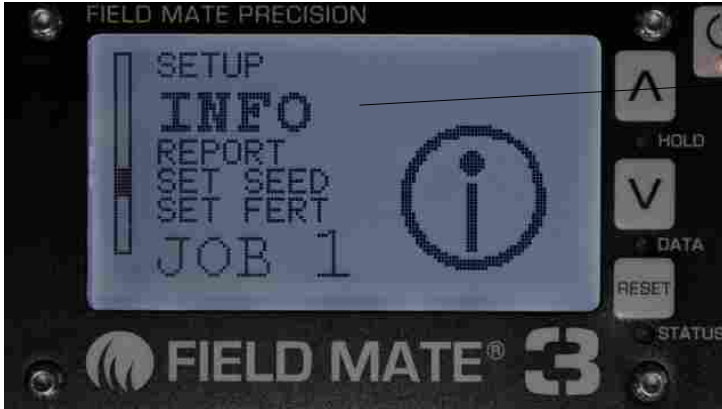 FIELD MATE PRECISION
SETUP
INFO
REPORT
SET SEED
SET FERT
JOB 1
HOLD
DATA
RESET
STATUS
FIELD MATE® 3